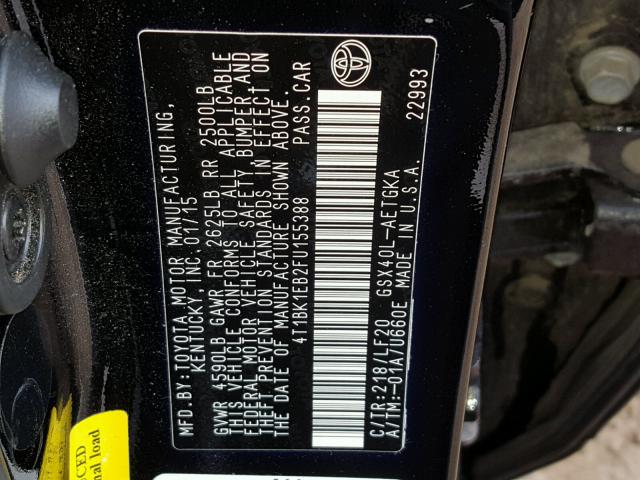 MFD.BY:TOYOTA MOTOR MANUFACTURING,
KENTUCKY, INC. 01/15
GVWR 4590LB GAWR FR 2625LB RR 2500LB
THIS VEHICLE CONFORMS TO ALL APPLICABLE
FEDERAL MOTOR VEHICLE SAFETY, BUMPER, AND
THEFT PREVENTION STANDARDS IN EFFECT ON
THE DATE OF MANUFACTURE SHOWN ABOVE.
4T1BK1EB2FU155388 PASS.CAR
C/TR:218/LF20 GSX40L-AETGKA 22993
A/TM:-01A/U660E MADE IN U.S.A.
nal load